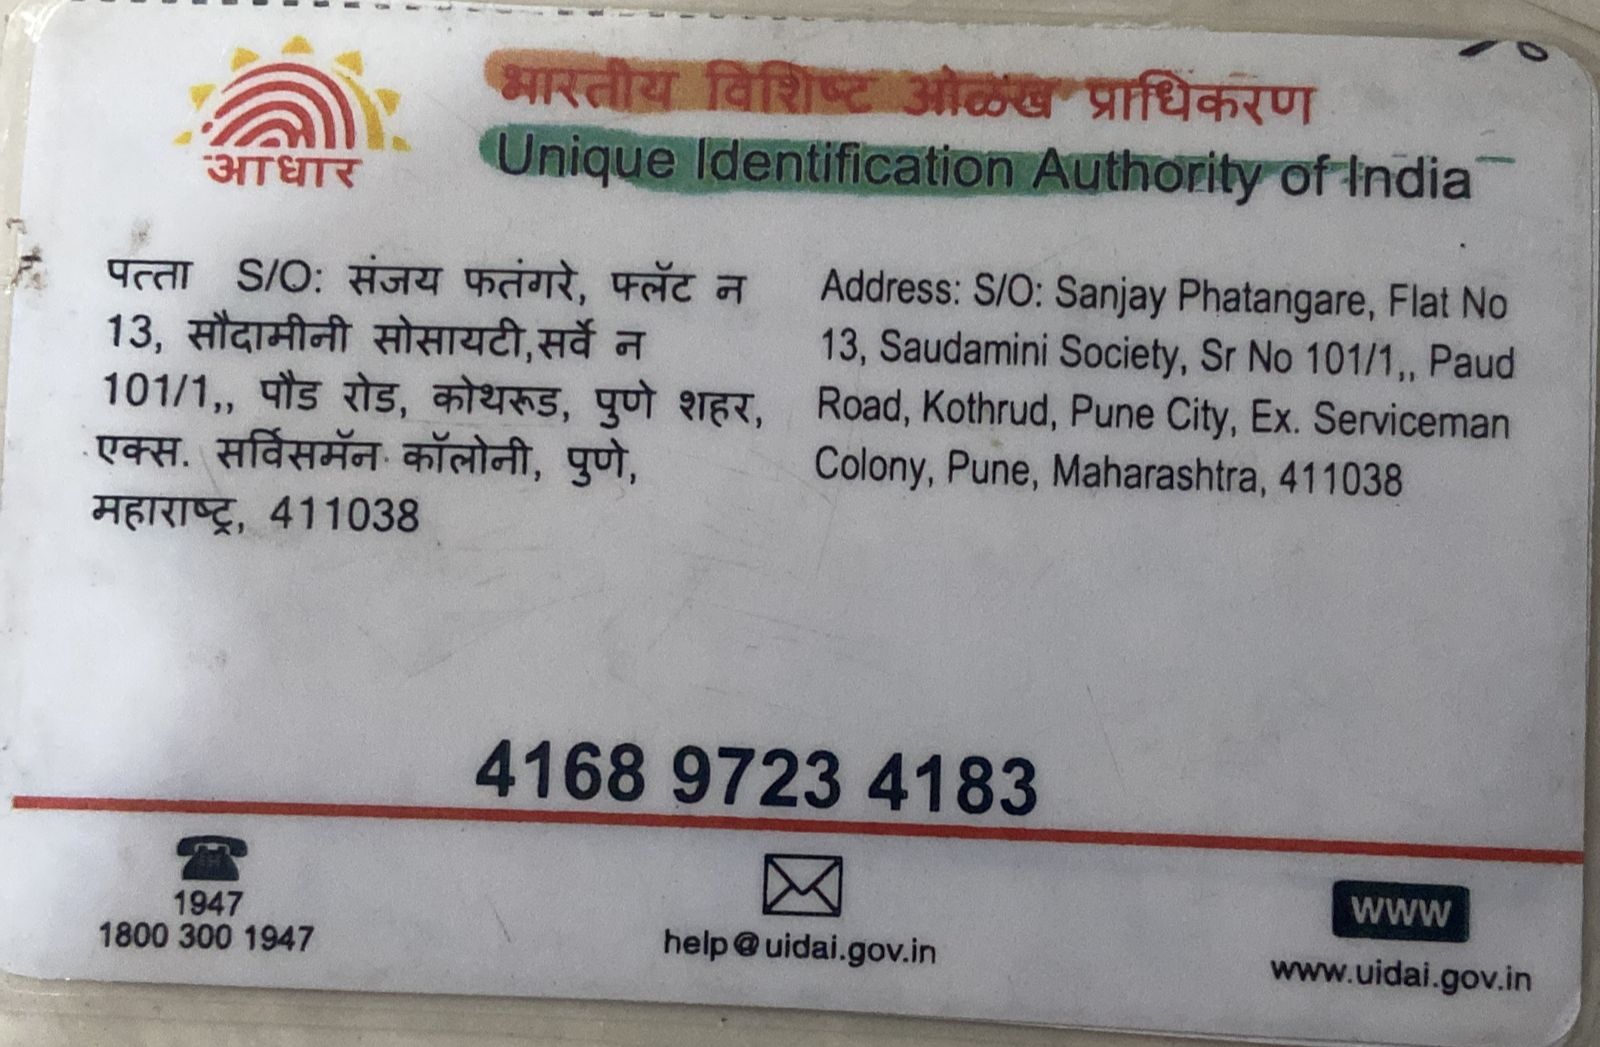 आधार
भारतीय विशिष्ट ओळख प्राधिकरण
Unique Identification Authority of India
पत्ता S/O: संजय फतंगरे, फ्लॅट न
13, सौदामीनी सोसायटी,सर्वे न
101/1,, पौड रोड, कोथरूड, पुणे शहर,
एक्स. सर्विसमॅन कॉलोनी, पुणे,
महाराष्ट्र, 411038
Address: S/O: Sanjay Phatangare, Flat No
13, Saudamini Society, Sr No 101/1,, Paud
Road, Kothrud, Pune City, Ex. Serviceman
Colony, Pune, Maharashtra, 411038
4168 9723 4183
1947
1800 300 1947
help@uidai.gov.in
WWW
www.uidai.gov.in